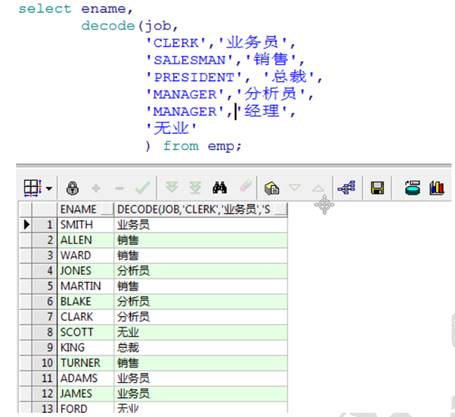 select ename,
decode(job,
'CLERK','业务员',
'SALESMAN','销售',
'PRESIDENT', '总裁',
'MANAGER','分析员',
'MANAGER','经理',
'无业'
) from emp;
ENAME DECODE(JOB,'CLERK','业务员','S
1 SMITH 业务员
2 ALLEN 销售
3 WARD 销售
4 JONES 分析员
5 MARTIN 销售
6 BLAKE 分析员
7 CLARK 分析员
8 SCOTT 无业
9 KING 总裁
10 TURNER 销售
11 ADAMS 业务员
12 JAMES 业务员
13 FORD 无业